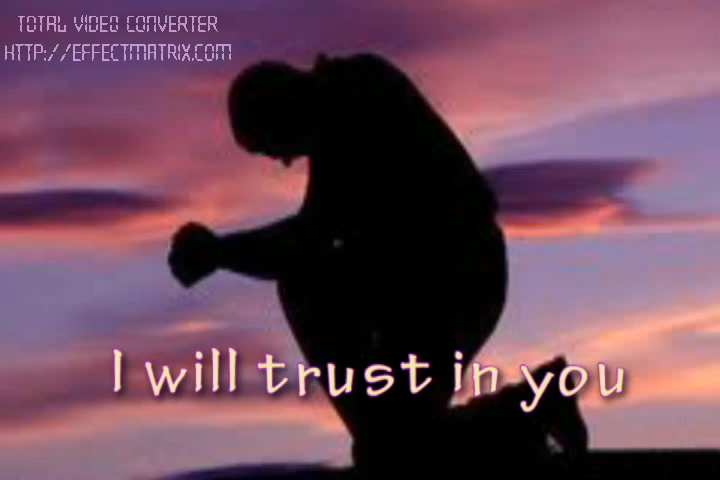 TOTAL VIDEO CONVERTER
HTTP://EFFECTMATRIX.COM
I will trust in you